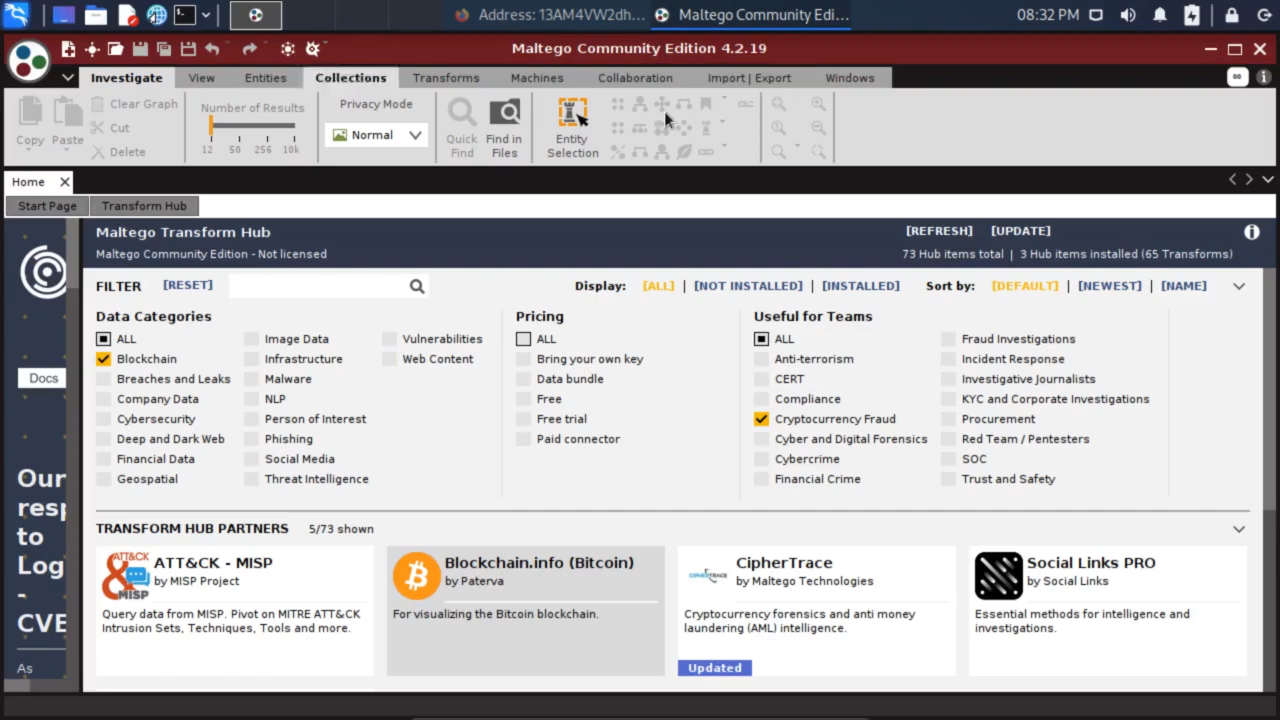 Address: 13AM4VW2dh...
Maltego Community Edi...
08:32 PM
Maltego Community Edition 4.2.19
Investigate
View
Entities
Collections
Transforms
Machines
Collaboration
Import | Export
Windows
Copy
Paste
Clear Graph
Cut
Delete
Number of Results
12 50 256 10k
Privacy Mode
Normal
Quick Find
Find in Files
Entity Selection
Home
Start Page
Transform Hub
Docs
Our
resp
to
Log
-
CVE
As
Maltego Transform Hub
[REFRESH] [UPDATE]
Maltego Community Edition - Not licensed
73 Hub items total | 3 Hub items installed (65 Transforms)
FILTER [RESET]
Display: [ALL] | [NOT INSTALLED] | [INSTALLED]
Sort by: [DEFAULT] | [NEWEST] | [NAME]
Data Categories
ALL
Blockchain
Breaches and Leaks
Company Data
Cybersecurity
Deep and Dark Web
Financial Data
Geospatial
Image Data
Infrastructure
Malware
NLP
Person of Interest
Phishing
Social Media
Threat Intelligence
Vulnerabilities
Web Content
Pricing
ALL
Bring your own key
Data bundle
Free
Free trial
Paid connector
Useful for Teams
ALL
Anti-terrorism
CERT
Compliance
Cryptocurrency Fraud
Cyber and Digital Forensics
Cybercrime
Financial Crime
Fraud Investigations
Incident Response
Investigative Journalists
KYC and Corporate Investigations
Procurement
Red Team / Pentesters
SOC
Trust and Safety
TRANSFORM HUB PARTNERS 5/73 shown
ATT&CK
MISP
ATT&CK - MISP
by MISP Project
Query data from MISP. Pivot on MITRE ATT&CK
Intrusion Sets, Techniques, Tools and more.
Blockchain.info (Bitcoin)
by Paterva
For visualizing the Bitcoin blockchain.
CIPHERTRACE
CipherTrace
by Maltego Technologies
Cryptocurrency forensics and anti money
laundering (AML) intelligence.
Updated
Social Links PRO
by Social Links
Essential methods for intelligence and
investigations.